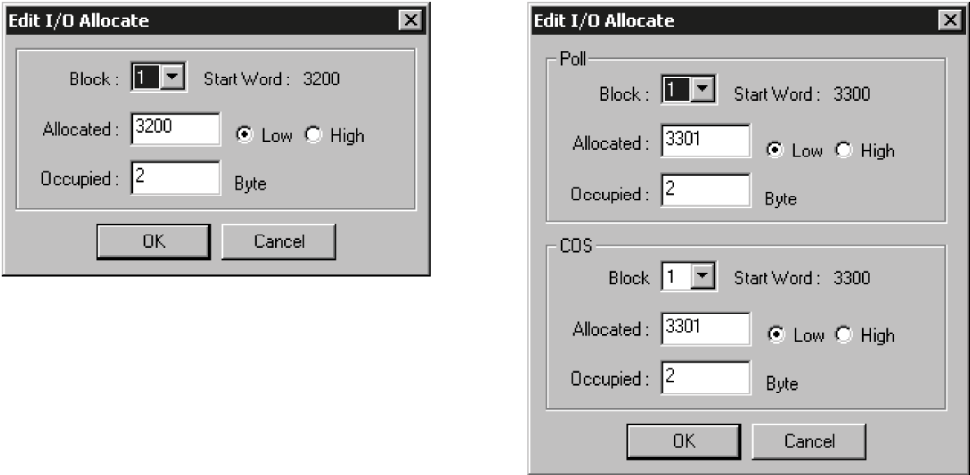 Edit I/O Allocate
Block : 1 Start Word : 3200
Allocated : 3200 Low High
Occupied : 2 Byte
OK Cancel
Edit I/O Allocate
Poll
Block : 1 Start Word : 3300
Allocated : 3301 Low High
Occupied : 2 Byte
COS
Block 1 Start Word : 3300
Allocated : 3301 Low High
Occupied : 2 Byte
OK Cancel